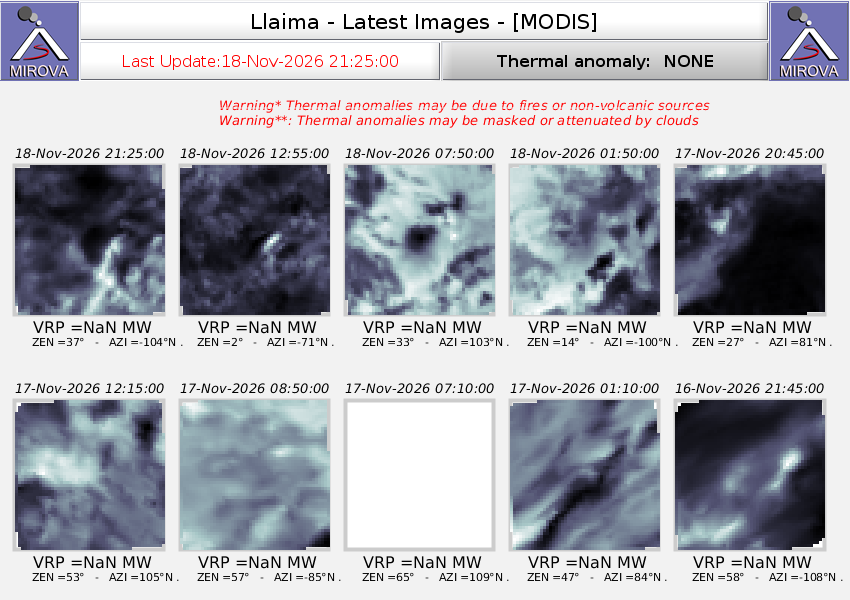 Llaima - Latest Images - [MODIS]
MIROVA
MIROVA
Last Update:18-Nov-2026 21:25:00
Thermal anomaly: NONE
Warning* Thermal anomalies may be due to fires or non-volcanic sources
Warning**: Thermal anomalies may be masked or attenuated by clouds
18-Nov-2026 21:25:00
18-Nov-2026 12:55:00
18-Nov-2026 07:50:00
18-Nov-2026 01:50:00
17-Nov-2026 20:45:00
VRP =NaN MW
VRP =NaN MW
VRP =NaN MW
VRP =NaN MW
VRP =NaN MW
ZEN =37° - AZI =-104°N .
ZEN =2° - AZI =-71°N .
ZEN =33° - AZI =103°N .
ZEN =14° - AZI =-100°N .
ZEN =27° - AZI =81°N .
17-Nov-2026 12:15:00
17-Nov-2026 08:50:00
17-Nov-2026 07:10:00
17-Nov-2026 01:10:00
16-Nov-2026 21:45:00
VRP =NaN MW
VRP =NaN MW
VRP =NaN MW
VRP =NaN MW
VRP =NaN MW
ZEN =53° - AZI =105°N .
ZEN =57° - AZI =-85°N .
ZEN =65° - AZI =109°N .
ZEN =47° - AZI =84°N .
ZEN =58° - AZI =-108°N .